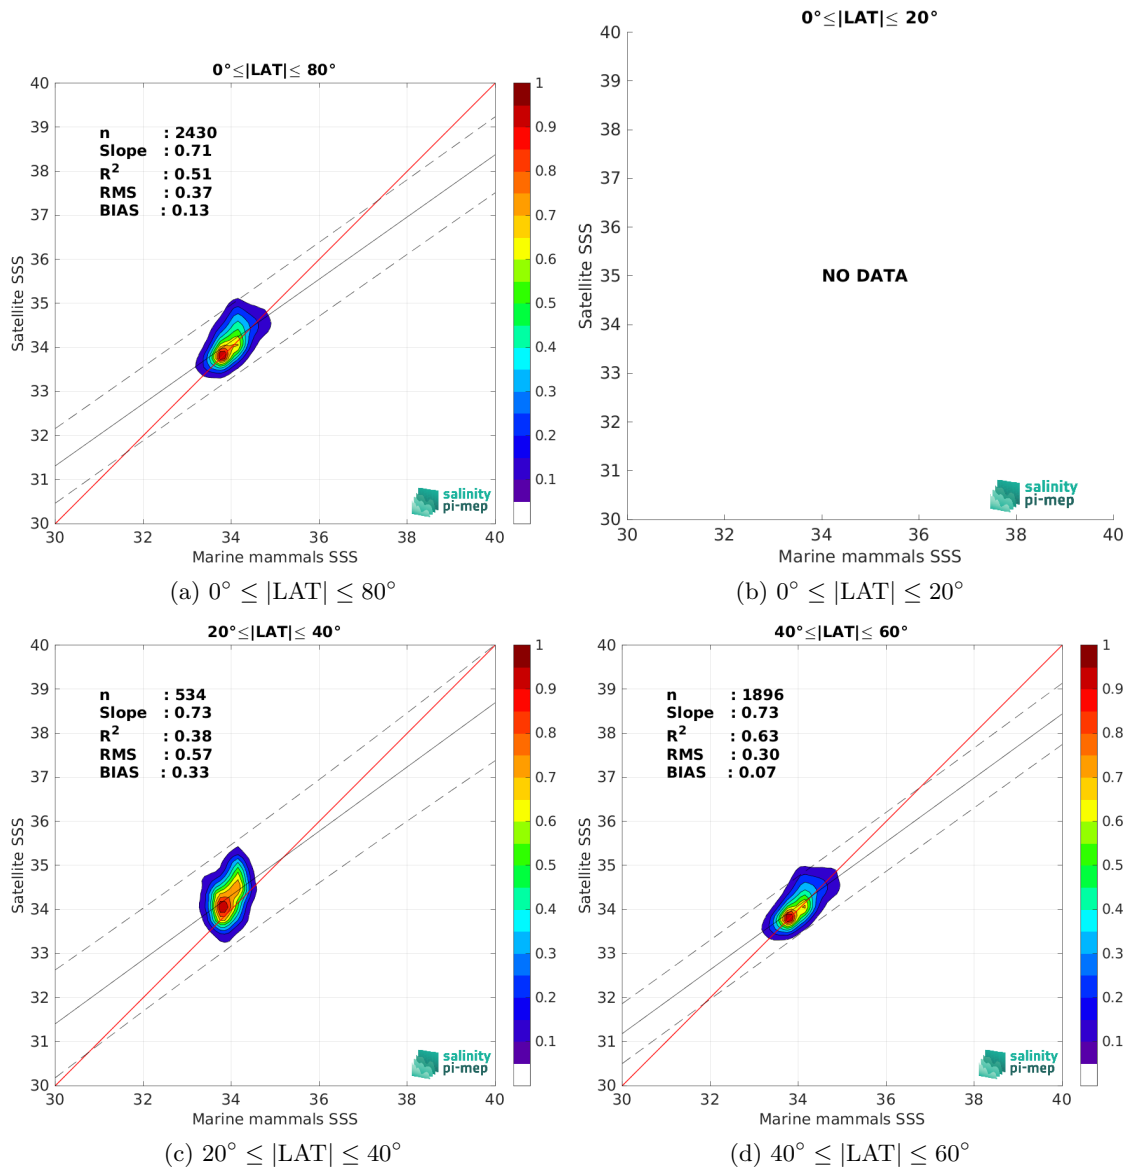 0°≤|LAT|≤ 80°
40
39
38
37
36
35
34
33
32
31
30
Satellite SSS
n : 2430
Slope : 0.71
R² : 0.51
RMS : 0.37
BIAS : 0.13
salinity
pi-mep
30 32 34 36 38 40
Marine mammals SSS
1
0.9
0.8
0.7
0.6
0.5
0.4
0.3
0.2
0.1
(a) 0° ≤ |LAT| ≤ 80°
0°≤|LAT|≤ 20°
40
39
38
37
36
35
34
33
32
31
30
Satellite SSS
NO DATA
salinity
pi-mep
30 32 34 36 38 40
Marine mammals SSS
(b) 0° ≤ |LAT| ≤ 20°
20°≤|LAT|≤ 40°
40
39
38
37
36
35
34
33
32
31
30
Satellite SSS
n : 534
Slope : 0.73
R² : 0.38
RMS : 0.57
BIAS : 0.33
salinity
pi-mep
30 32 34 36 38 40
Marine mammals SSS
1
0.9
0.8
0.7
0.6
0.5
0.4
0.3
0.2
0.1
(c) 20° ≤ |LAT| ≤ 40°
40°≤|LAT|≤ 60°
40
39
38
37
36
35
34
33
32
31
30
Satellite SSS
n : 1896
Slope : 0.73
R² : 0.63
RMS : 0.30
BIAS : 0.07
salinity
pi-mep
30 32 34 36 38 40
Marine mammals SSS
1
0.9
0.8
0.7
0.6
0.5
0.4
0.3
0.2
0.1
(d) 40° ≤ |LAT| ≤ 60°